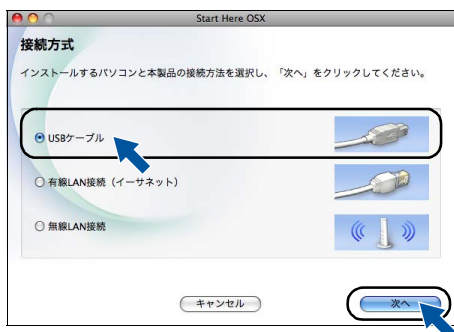 Start Here OSX
接続方式
インストールするパソコンと本製品の接続方法を選択し、「次へ」をクリックしてください。
USBケーブル
有線LAN接続（イーサネット）
無線LAN接続
キャンセル
次へ